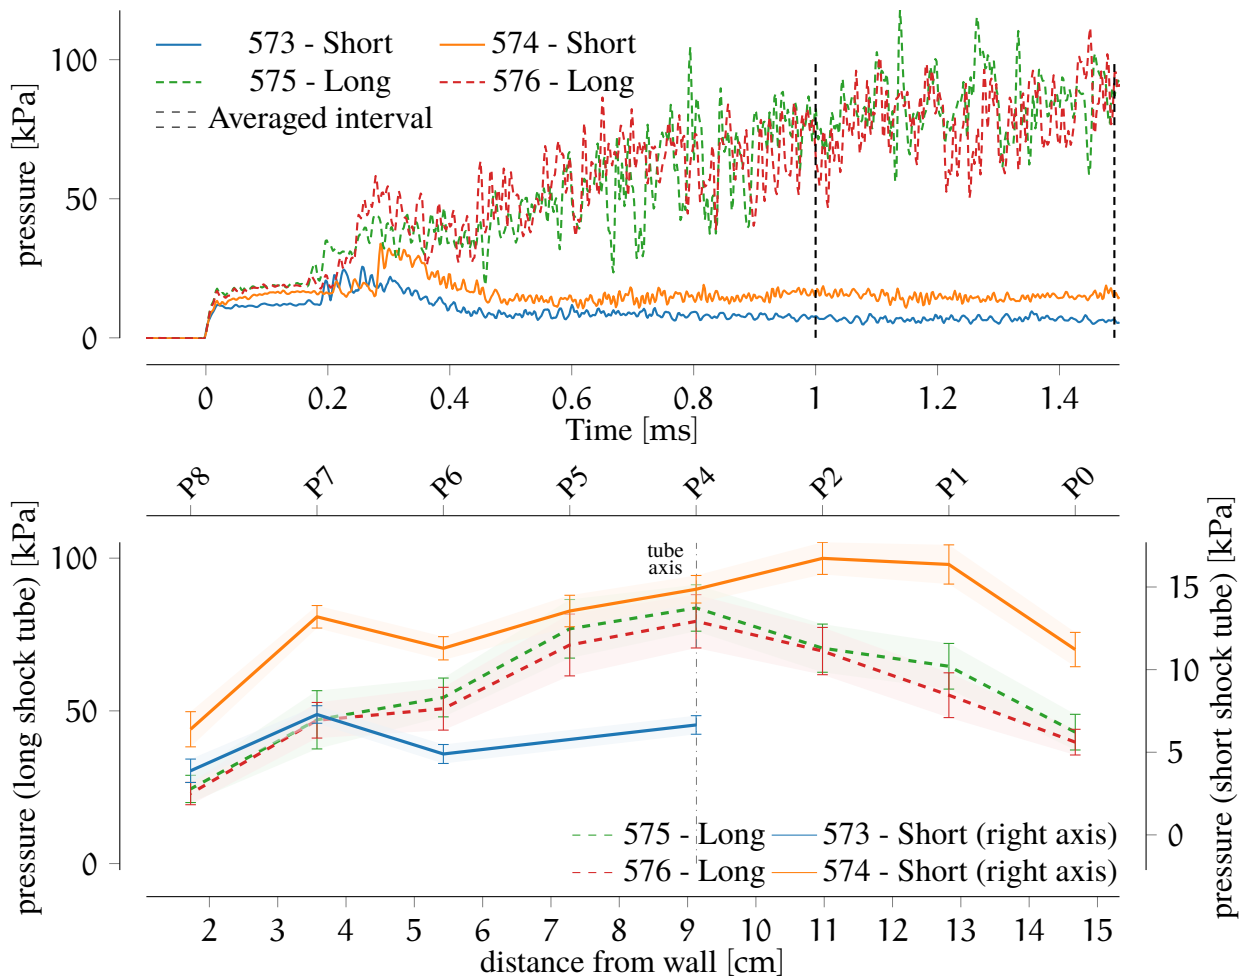 pressure [kPa]
100
50
0
573 - Short
574 - Short
575 - Long
576 - Long
Averaged interval
0 0.2 0.4 0.6 0.8 1 1.2 1.4
Time [ms]
P8 P7 P6 P5 P4 P2 P1 P0
pressure (long shock tube) [kPa]
100
50
0
tube
axis
pressure (short shock tube) [kPa]
15
10
5
0
575 - Long 573 - Short (right axis)
576 - Long 574 - Short (right axis)
2 3 4 5 6 7 8 9 10 11 12 13 14 15
distance from wall [cm]